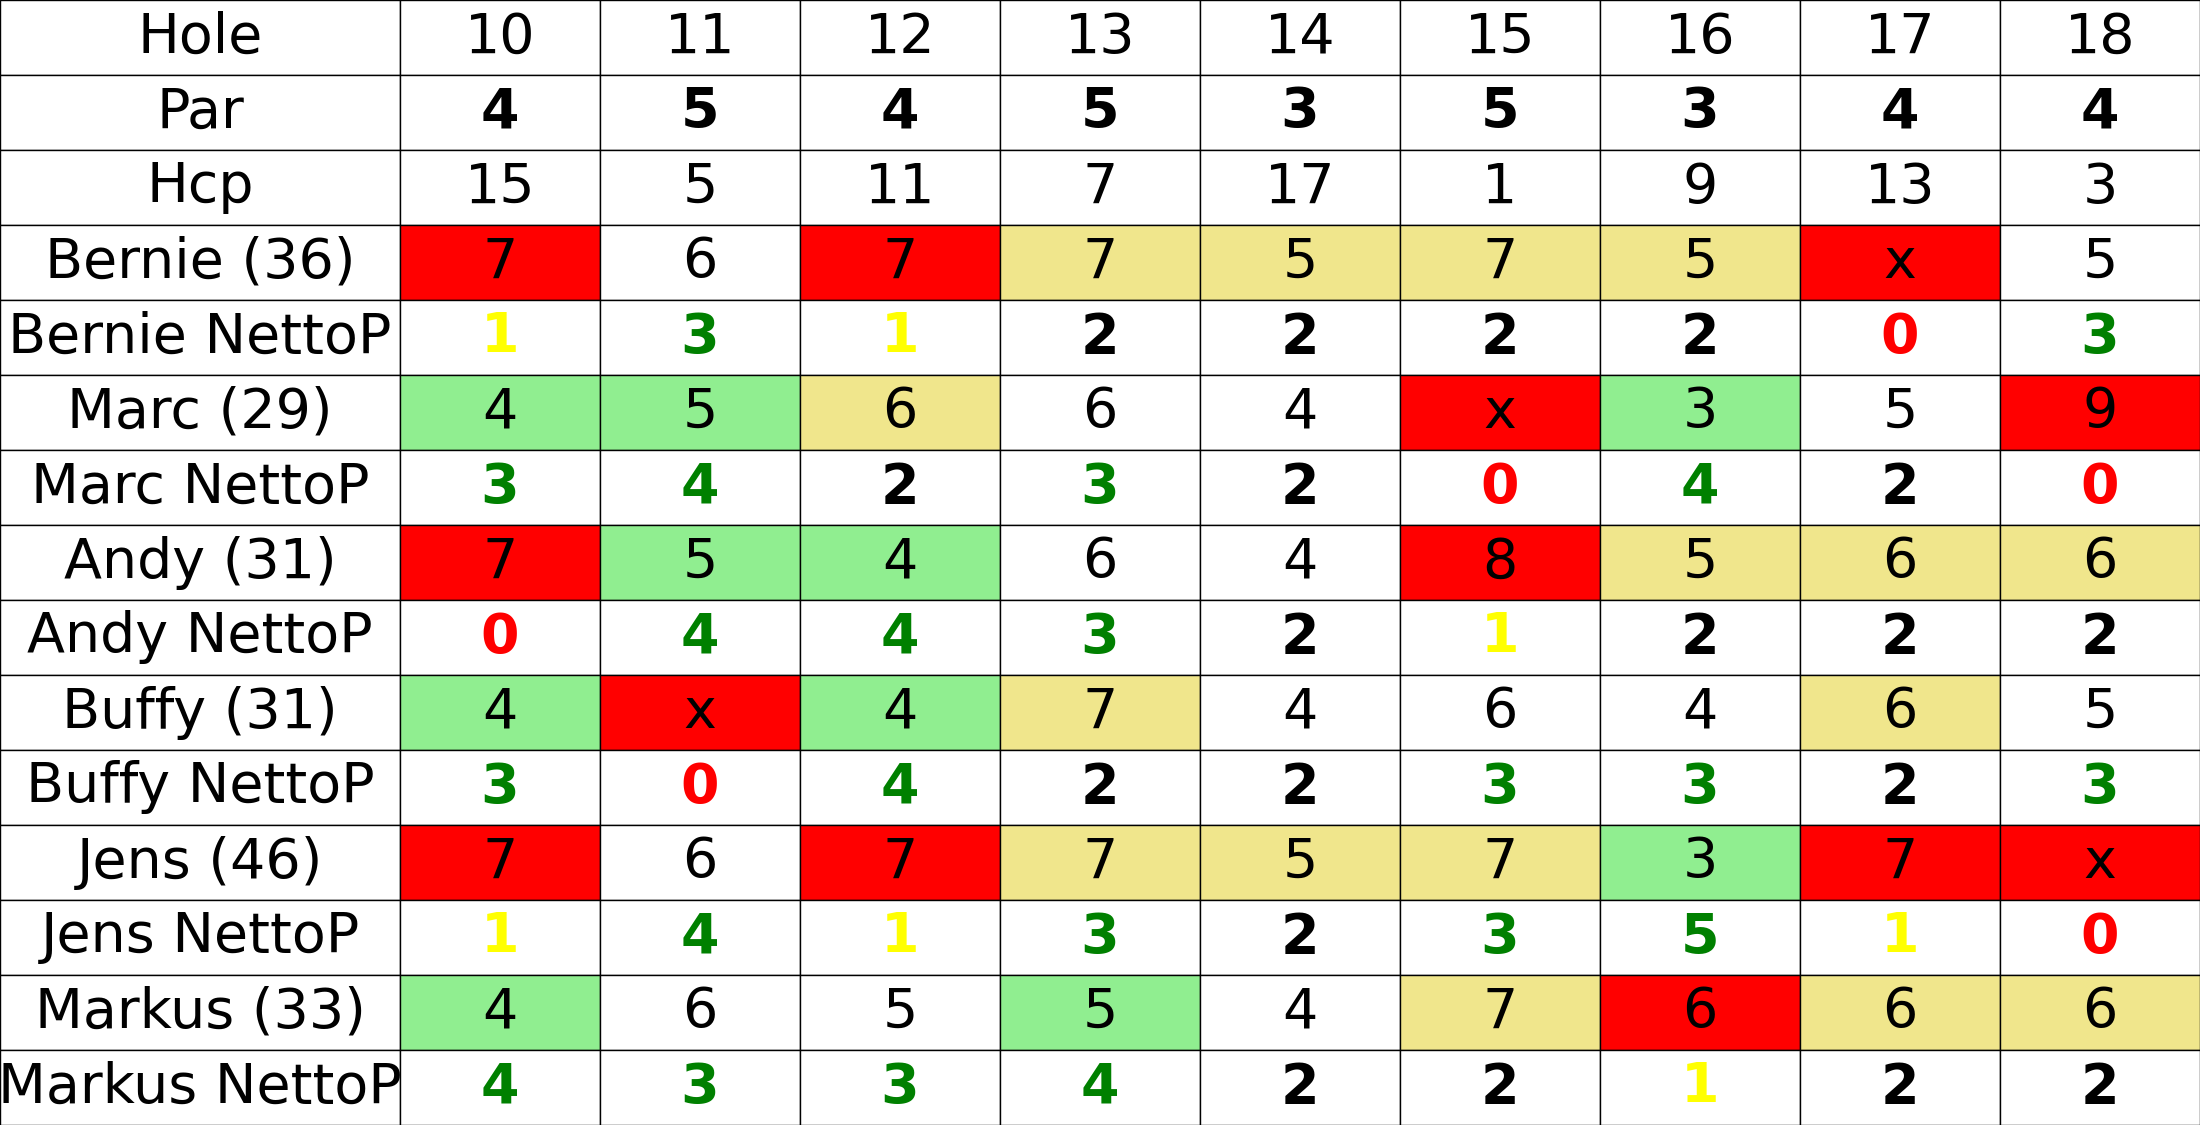 Hole 10 11 12 13 14 15 16 17 18
Par 4 5 4 5 3 5 3 4 4
Hcp 15 5 11 7 17 1 9 13 3
Bernie (36) 7 6 7 7 5 7 5 x 5
Bernie NettoP 1 3 1 2 2 2 2 0 3
Marc (29) 4 5 6 6 4 x 3 5 9
Marc NettoP 3 4 2 3 2 0 4 2 0
Andy (31) 7 5 4 6 4 8 5 6 6
Andy NettoP 0 4 4 3 2 1 2 2 2
Buffy (31) 4 x 4 7 4 6 4 6 5
Buffy NettoP 3 0 4 2 2 3 3 2 3
Jens (46) 7 6 7 7 5 7 3 7 x
Jens NettoP 1 4 1 3 2 3 5 1 0
Markus (33) 4 6 5 5 4 7 6 6 6
Markus NettoP 4 3 3 4 2 2 1 2 2